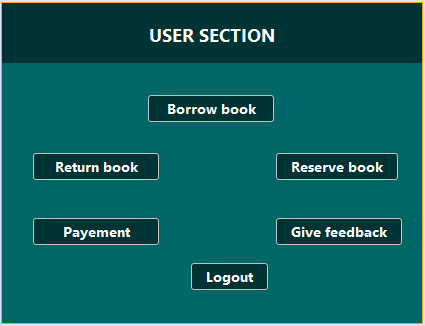 USER SECTION
Borrow book
Return book
Reserve book
Payement
Give feedback
Logout